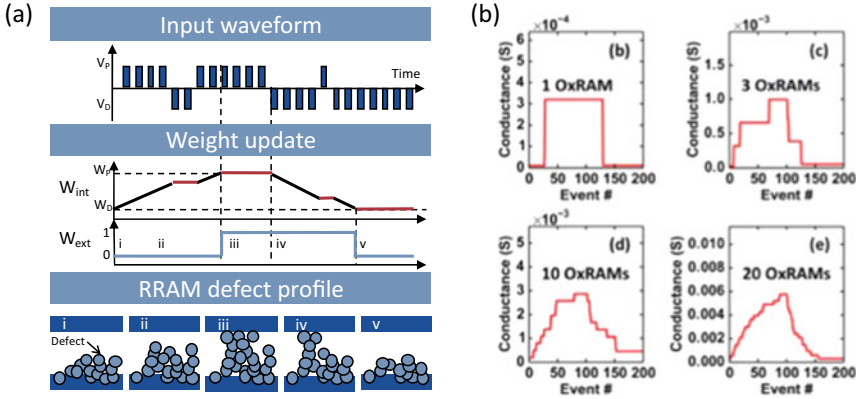 (a)
Input waveform
V_P
V_D
Time
Weight update
W_P
W_int
W_D
1
W_ext
0
i ii iii iv v
RRAM defect profile
i ii iii iv v
Defect
(b)
×10⁻⁴
(b)
1 OxRAM
Conductance (S)
6
5
4
3
2
1
0
0 50 100 150 200
Event #
×10⁻³
(c)
3 OxRAMs
Conductance (S)
1.5
1.0
0.5
0.0
0 50 100 150 200
Event #
×10⁻³
(d)
10 OxRAMs
Conductance (S)
5
4
3
2
1
0
0 50 100 150 200
Event #
(e)
20 OxRAMs
Conductance (S)
0.010
0.008
0.006
0.004
0.002
0.000
0 50 100 150 200
Event #